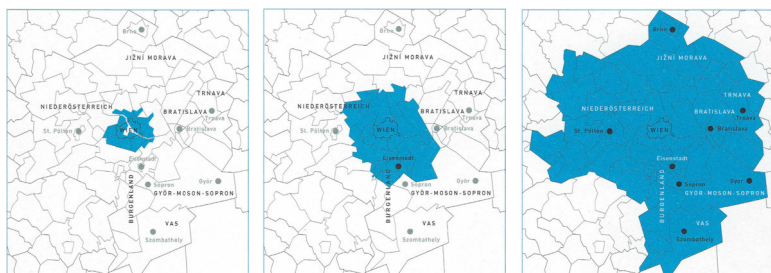 Brno
JIŽNÍ MORAVA
TRNAVA
NIEDERÖSTERREICH
BRATISLAVA
Trnava
WIEN
St. Pölten
Bratislava
Eisenstadt
Sopron
Győr
GYŐR-MOSON-SOPRON
BURGENLAND
VAS
Szombathely
Brno
JIŽNÍ MORAVA
TRNAVA
NIEDERÖSTERREICH
BRATISLAVA
Trnava
WIEN
St. Pölten
Bratislava
Eisenstadt
Sopron
Győr
GYŐR-MOSON-SOPRON
BURGENLAND
VAS
Szombathely
Brno
JIŽNÍ MORAVA
TRNAVA
NIEDERÖSTERREICH
BRATISLAVA
Trnava
WIEN
St. Pölten
Bratislava
Eisenstadt
Sopron
Győr
GYŐR-MOSON-SOPRON
BURGENLAND
VAS
Szombathely